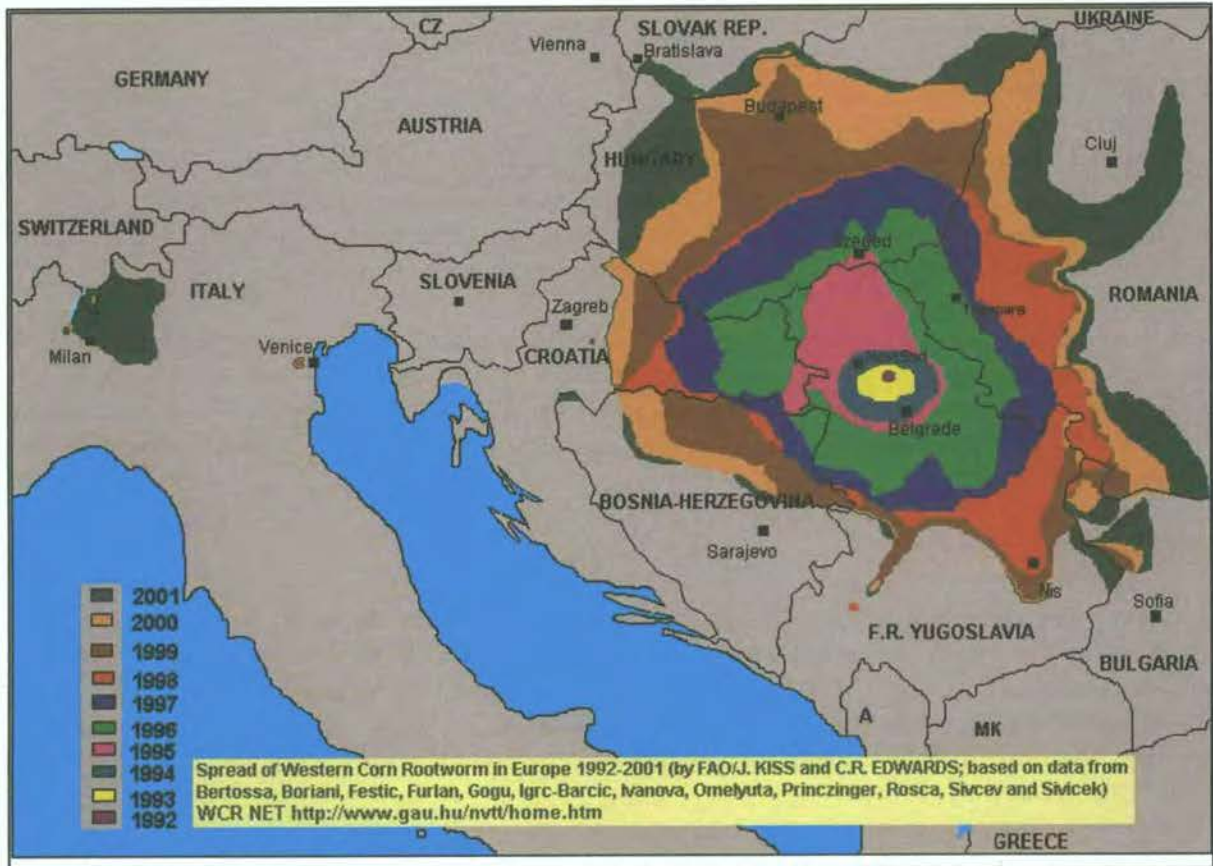 CZ
SLOVAK REP.
UKRAINE
Vienna
Bratislava
GERMANY
AUSTRIA
Budapest
HUNGARY
Cluj
SWITZERLAND
ITALY
SLOVENIA
Szeged
Zagreb
CROATIA
ROMANIA
Milan
Venice
Novi Sad
Belgrade
BOSNIA-HERZEGOVINA
Sarajevo
Nis
Sofia
F.R. YUGOSLAVIA
BULGARIA
A
MK
GREECE
2001
2000
1999
1998
1997
1996
1995
1994
1993
1992
Spread of Western Corn Rootworm in Europe 1992-2001 (by FAO/J. KISS and C.R. EDWARDS; based on data from
Bertossa, Boriani, Festic, Furlan, Gogu, Igrc-Barcic, Ivanova, Omelyuta, Princzinger, Rosca, Sivcev and Sivicek)
WCR NET http://www.gau.hu/nvtt/home.htm